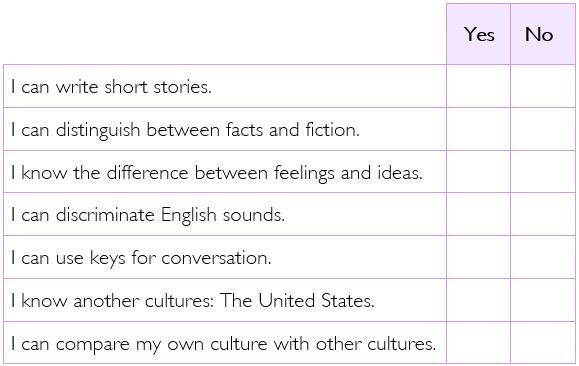 Yes No
I can write short stories.
I can distinguish between facts and fiction.
I know the difference between feelings and ideas.
I can discriminate English sounds.
I can use keys for conversation.
I know another cultures: The United States.
I can compare my own culture with other cultures.